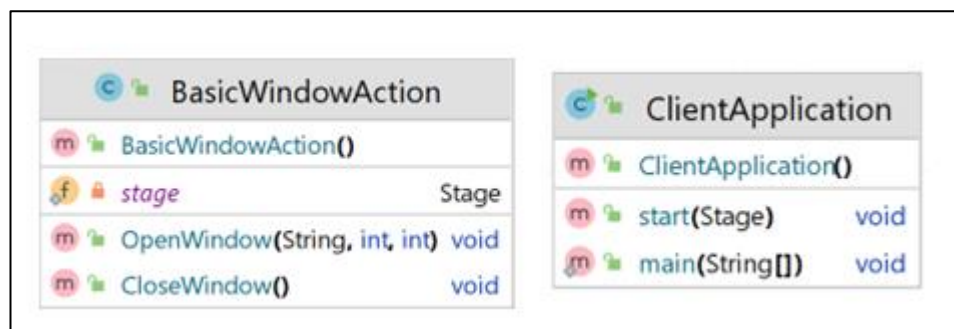 BasicWindowAction
BasicWindowAction()
stage Stage
OpenWindow(String, int, int) void
CloseWindow() void
ClientApplication
ClientApplication()
start(Stage) void
main(String[]) void